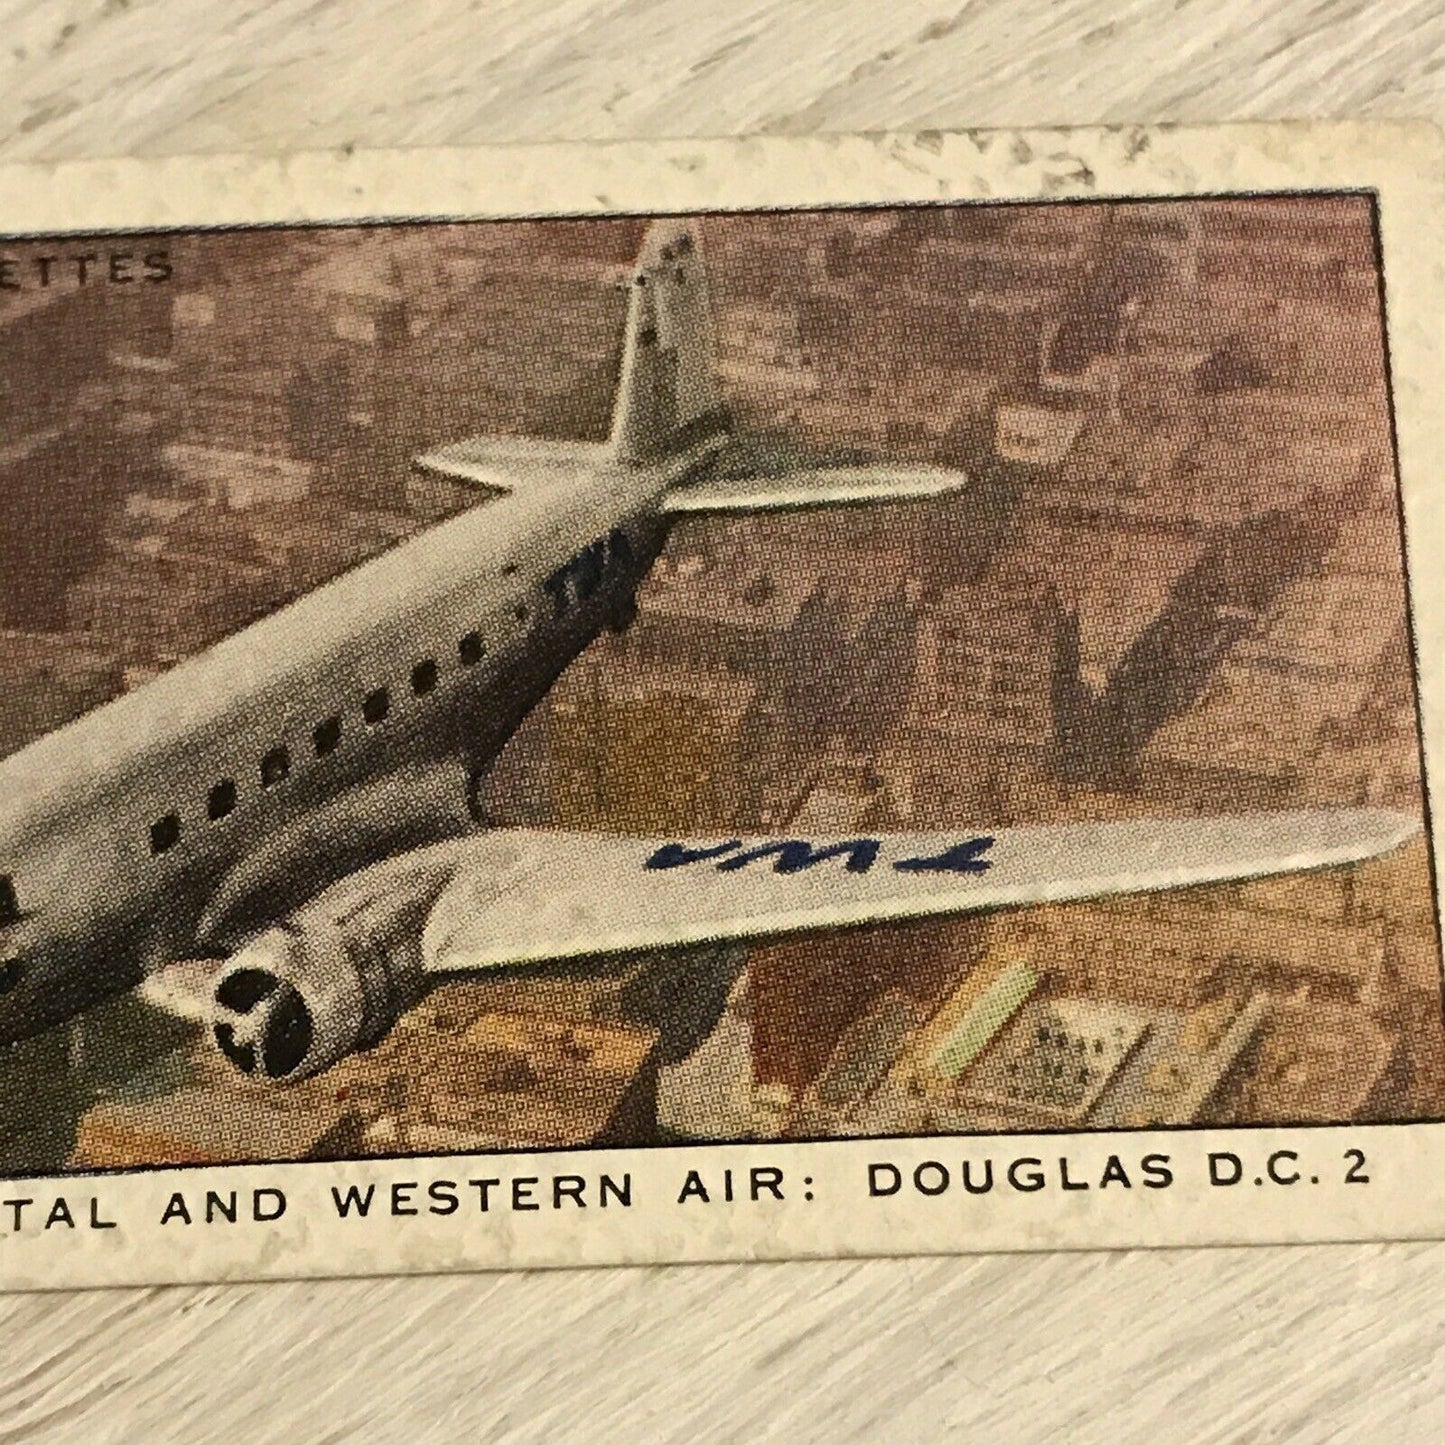 ETTES
TWA
TWA
TAL AND WESTERN AIR: DOUGLAS D.C. 2